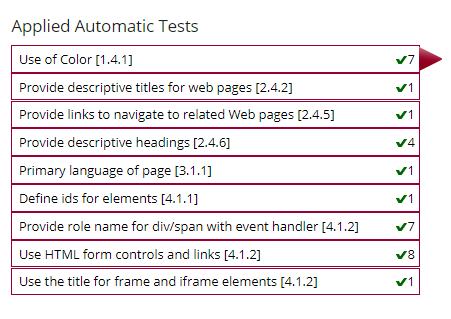 Applied Automatic Tests
Use of Color [1.4.1] ✔7
Provide descriptive titles for web pages [2.4.2] ✔1
Provide links to navigate to related Web pages [2.4.5] ✔1
Provide descriptive headings [2.4.6] ✔4
Primary language of page [3.1.1] ✔1
Define ids for elements [4.1.1] ✔1
Provide role name for div/span with event handler [4.1.2] ✔7
Use HTML form controls and links [4.1.2] ✔8
Use the title for frame and iframe elements [4.1.2] ✔1